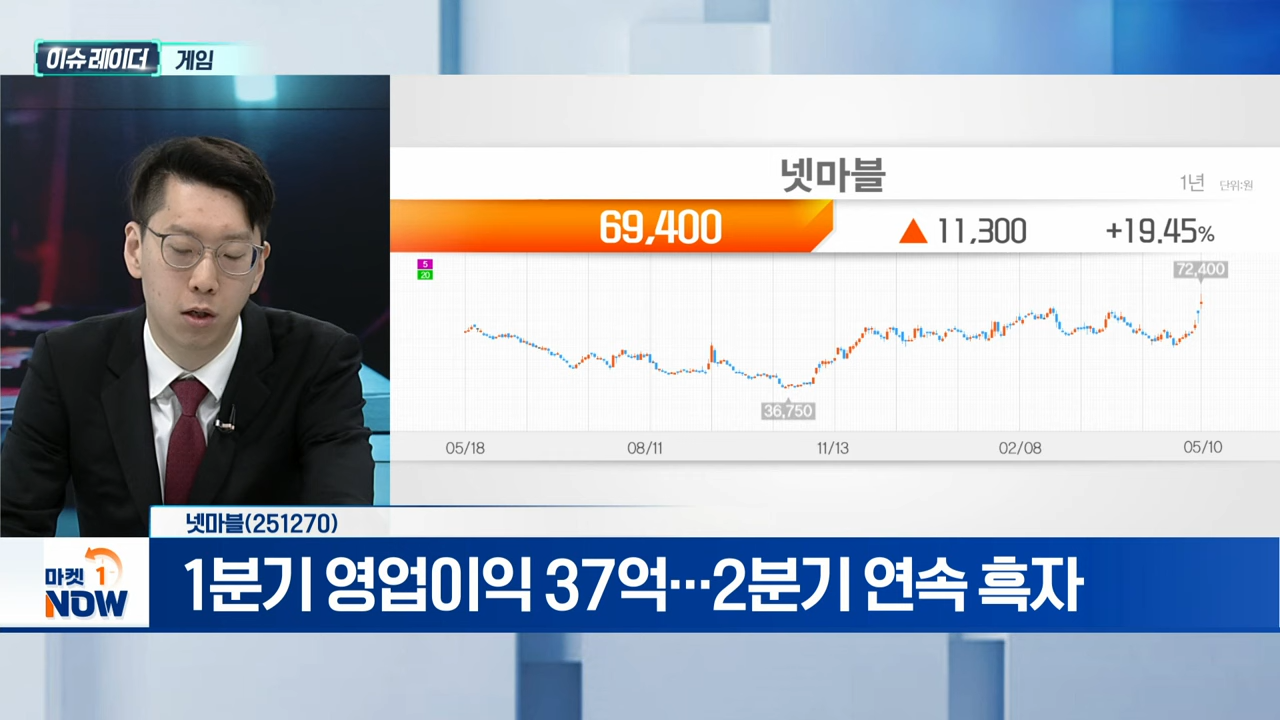 이슈 레이더 게임
넷마블
1년 단위:원
69,400 ▲ 11,300 +19.45%
5
20
72,400
36,750
05/18 08/11 11/13 02/08 05/10
넷마블(251270)
마켓 1
NOW
1분기 영업이익 37억…2분기 연속 흑자